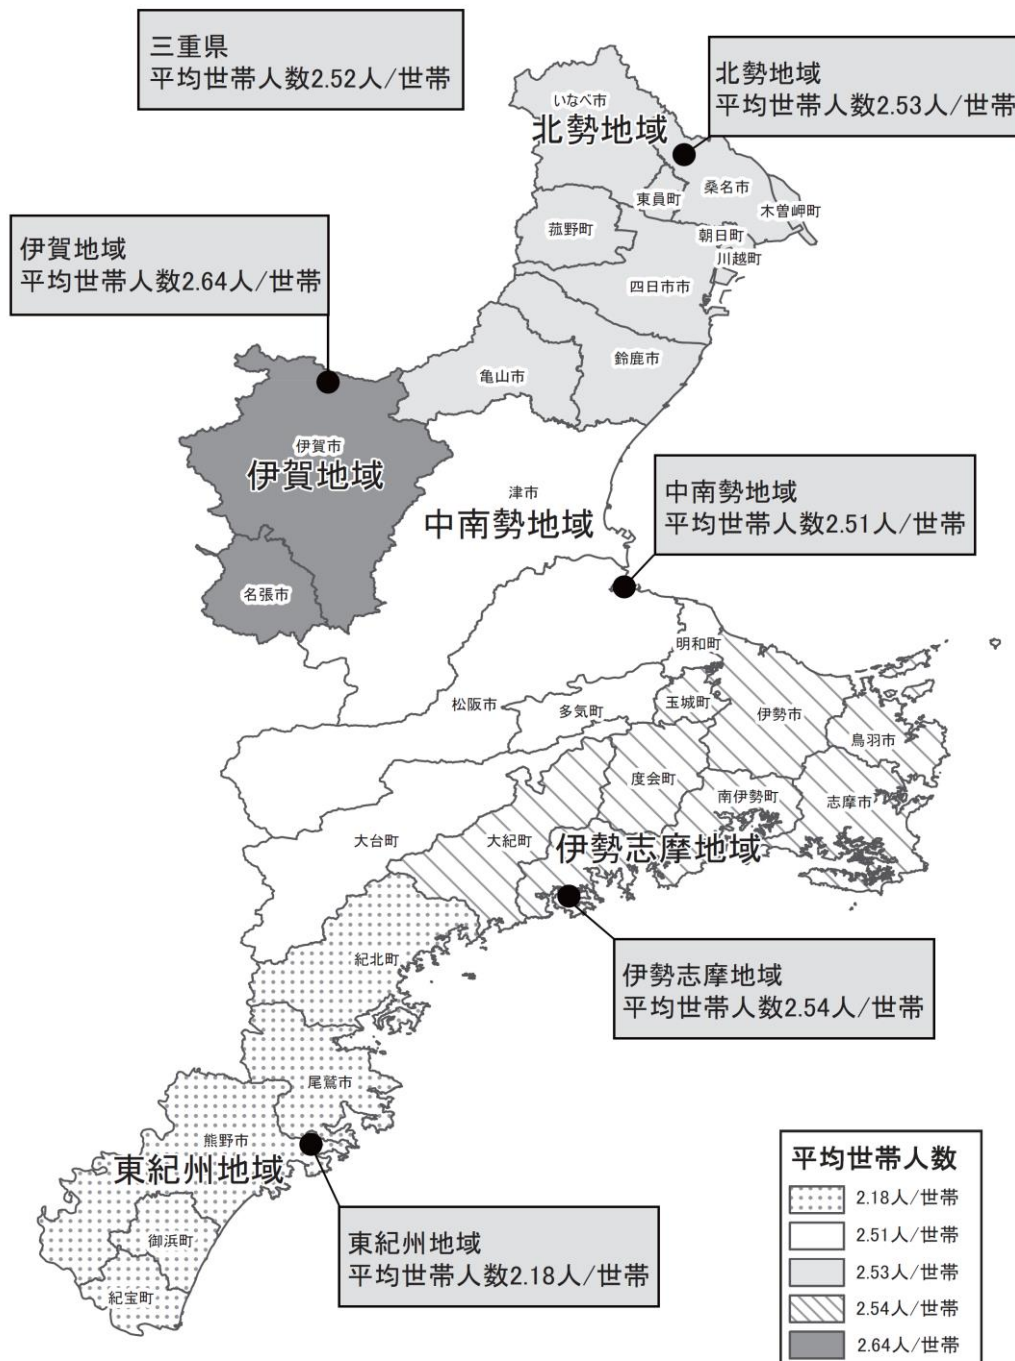 三重県
平均世帯人数2.52人/世帯
北勢地域
平均世帯人数2.53人/世帯
いなべ市
北勢地域
東員町
桑名市
木曽岬町
菰野町
朝日町
川越町
四日市市
伊賀地域
平均世帯人数2.64人/世帯
鈴鹿市
亀山市
伊賀市
伊賀地域
名張市
津市
中南勢地域
中南勢地域
平均世帯人数2.51人/世帯
明和町
松阪市
多気町
玉城町
伊勢市
鳥羽市
度会町
南伊勢町
志摩市
大台町
大紀町
伊勢志摩地域
伊勢志摩地域
平均世帯人数2.54人/世帯
紀北町
尾鷲市
熊野市
東紀州地域
御浜町
紀宝町
東紀州地域
平均世帯人数2.18人/世帯
平均世帯人数
2.18人/世帯
2.51人/世帯
2.53人/世帯
2.54人/世帯
2.64人/世帯